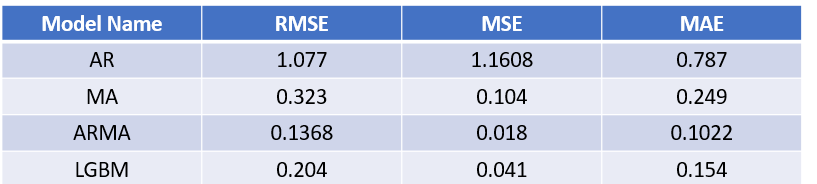 Model Name RMSE MSE MAE
AR 1.077 1.1608 0.787
MA 0.323 0.104 0.249
ARMA 0.1368 0.018 0.1022
LGBM 0.204 0.041 0.154